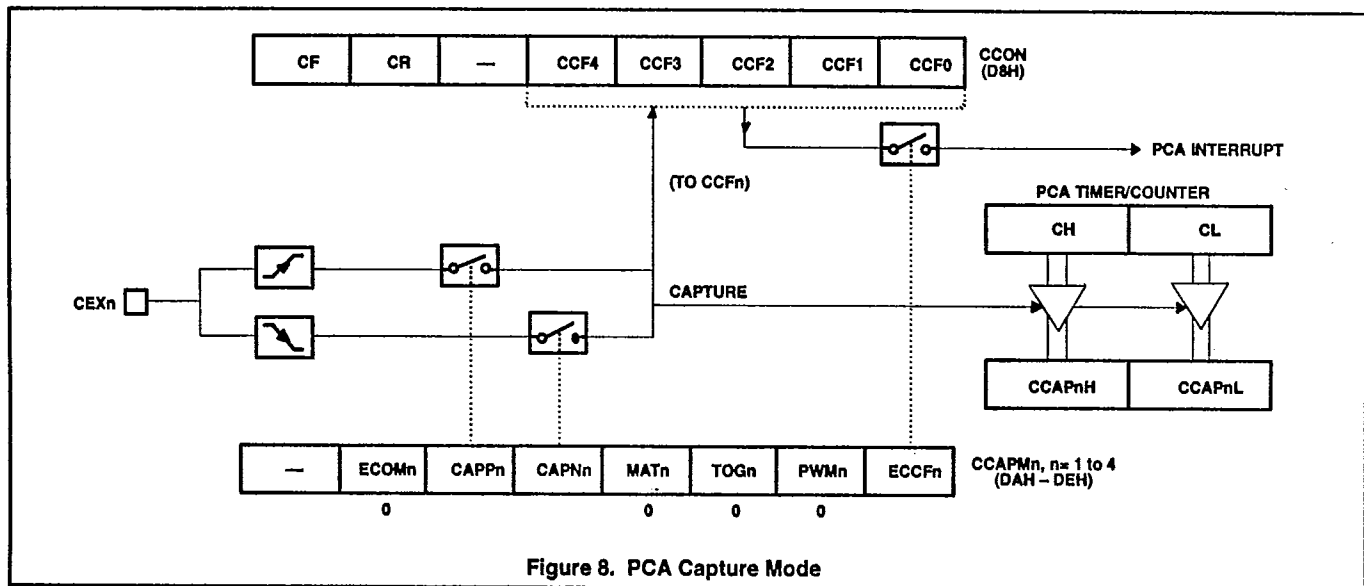 CF CR — CCF4 CCF3 CCF2 CCF1 CCF0
CCON
(D8H)
PCA INTERRUPT
(TO CCFn)
PCA TIMER/COUNTER
CH CL
CEXn
CAPTURE
CCAPnH CCAPnL
— ECOMn CAPPn CAPNn MATn TOGn PWMn ECCFn
CCAPMn, n= 1 to 4
(DAH – DEH)
0 0 0 0
Figure 8. PCA Capture Mode